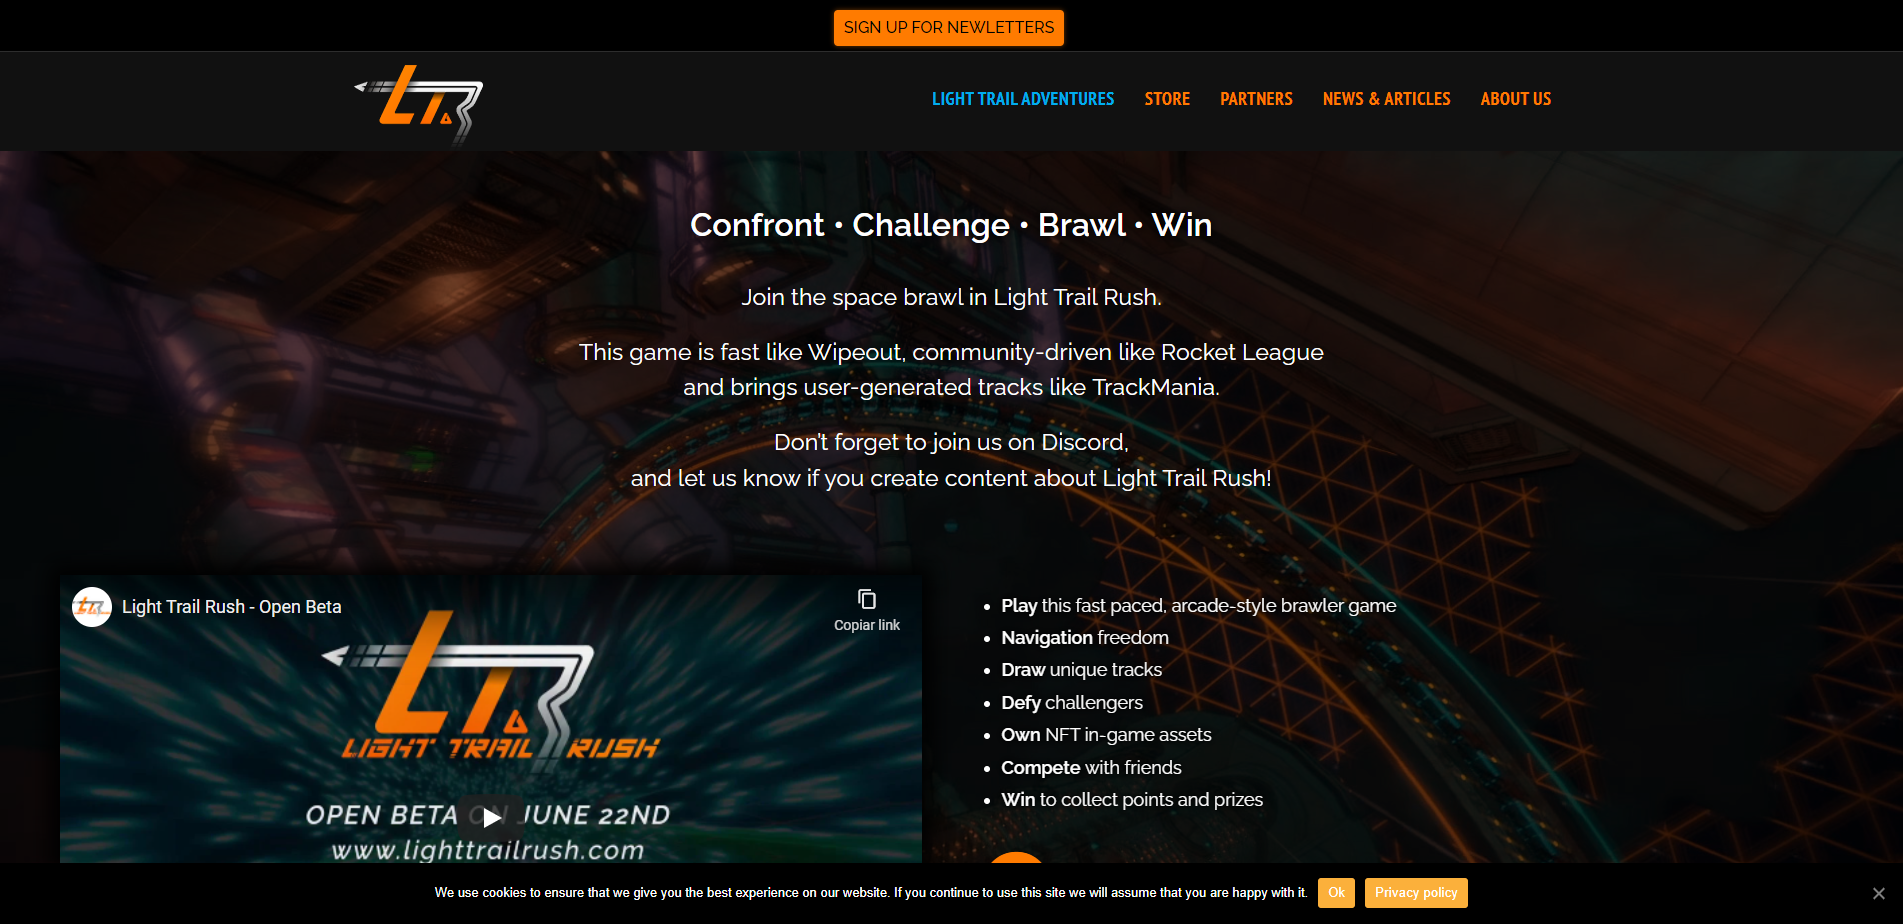 SIGN UP FOR NEWLETTERS
LTR
LIGHT TRAIL ADVENTURES
STORE
PARTNERS
NEWS & ARTICLES
ABOUT US
Confront • Challenge • Brawl • Win
Join the space brawl in Light Trail Rush.
This game is fast like Wipeout, community-driven like Rocket League
and brings user-generated tracks like TrackMania.
Don't forget to join us on Discord,
and let us know if you create content about Light Trail Rush!
Light Trail Rush - Open Beta
Copiar link
LTR
LIGHT TRAIL RUSH
OPEN BETA ON JUNE 22ND
www.lighttrailrush.com
• Play this fast paced, arcade-style brawler game
• Navigation freedom
• Draw unique tracks
• Defy challengers
• Own NFT in-game assets
• Compete with friends
• Win to collect points and prizes
We use cookies to ensure that we give you the best experience on our website. If you continue to use this site we will assume that you are happy with it.
Ok
Privacy policy